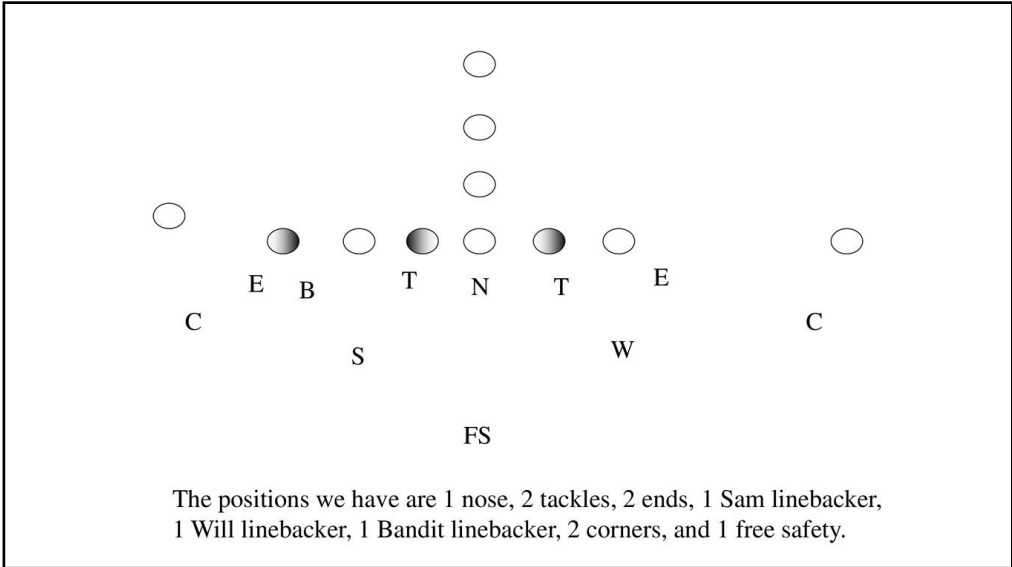 E B T N T E
C C
S W
FS
The positions we have are 1 nose, 2 tackles, 2 ends, 1 Sam linebacker,
1 Will linebacker, 1 Bandit linebacker, 2 corners, and 1 free safety.